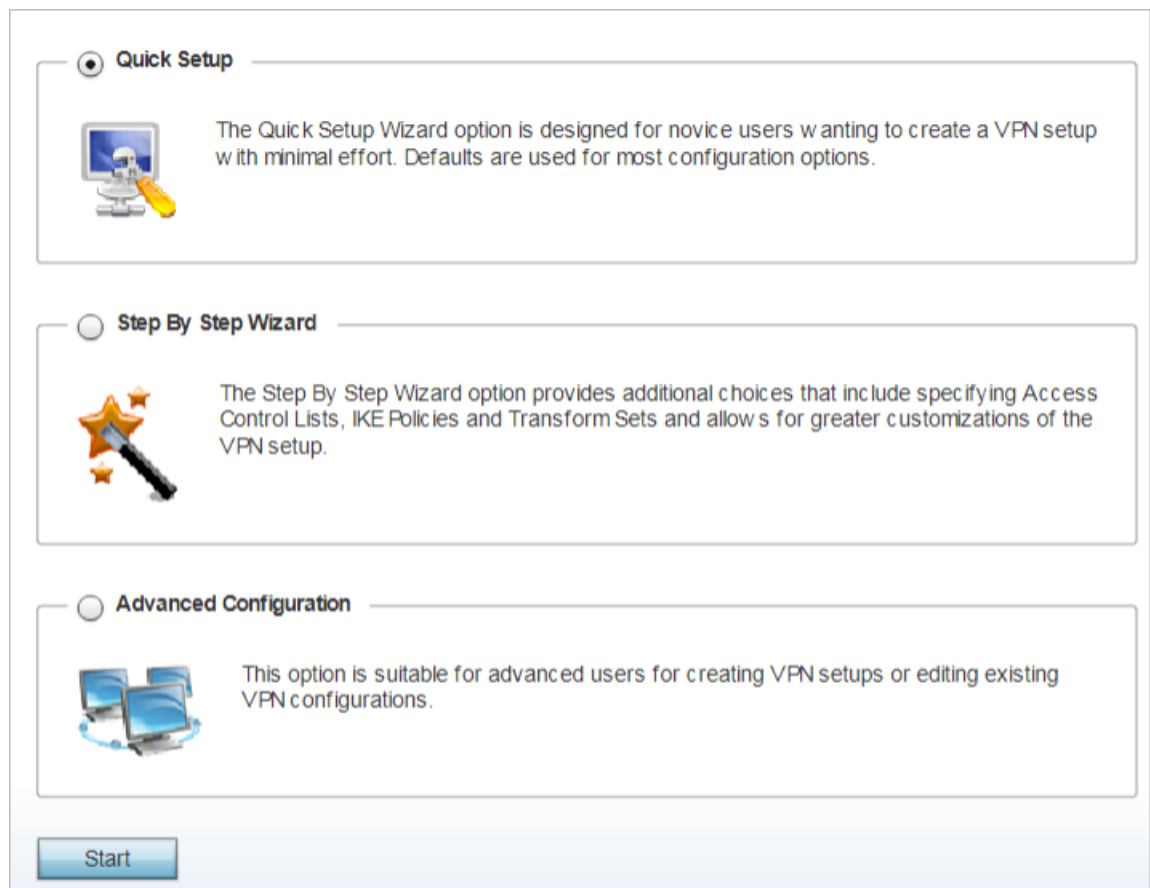 Quick Setup
The Quick Setup Wizard option is designed for novice users wanting to create a VPN setup
with minimal effort. Defaults are used for most configuration options.
Step By Step Wizard
The Step By Step Wizard option provides additional choices that include specifying Access
Control Lists, IKE Policies and Transform Sets and allows for greater customizations of the
VPN setup.
Advanced Configuration
This option is suitable for advanced users for creating VPN setups or editing existing
VPN configurations.
Start